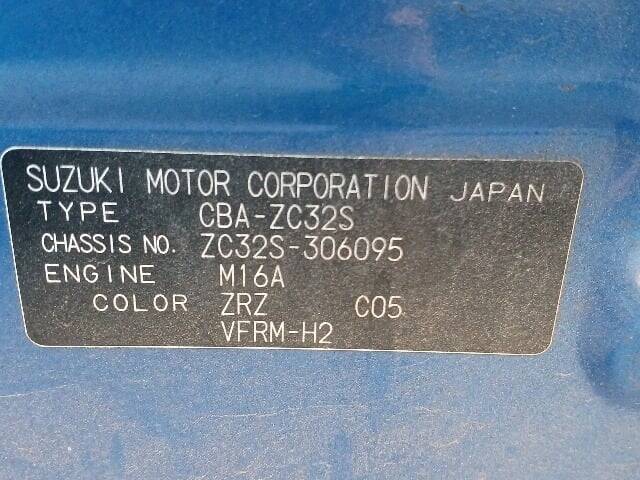 SUZUKI MOTOR CORPORATION JAPAN
TYPE CBA-ZC32S
CHASSIS NO. ZC32S-306095
ENGINE M16A
COLOR ZRZ C05
VFRM-H2